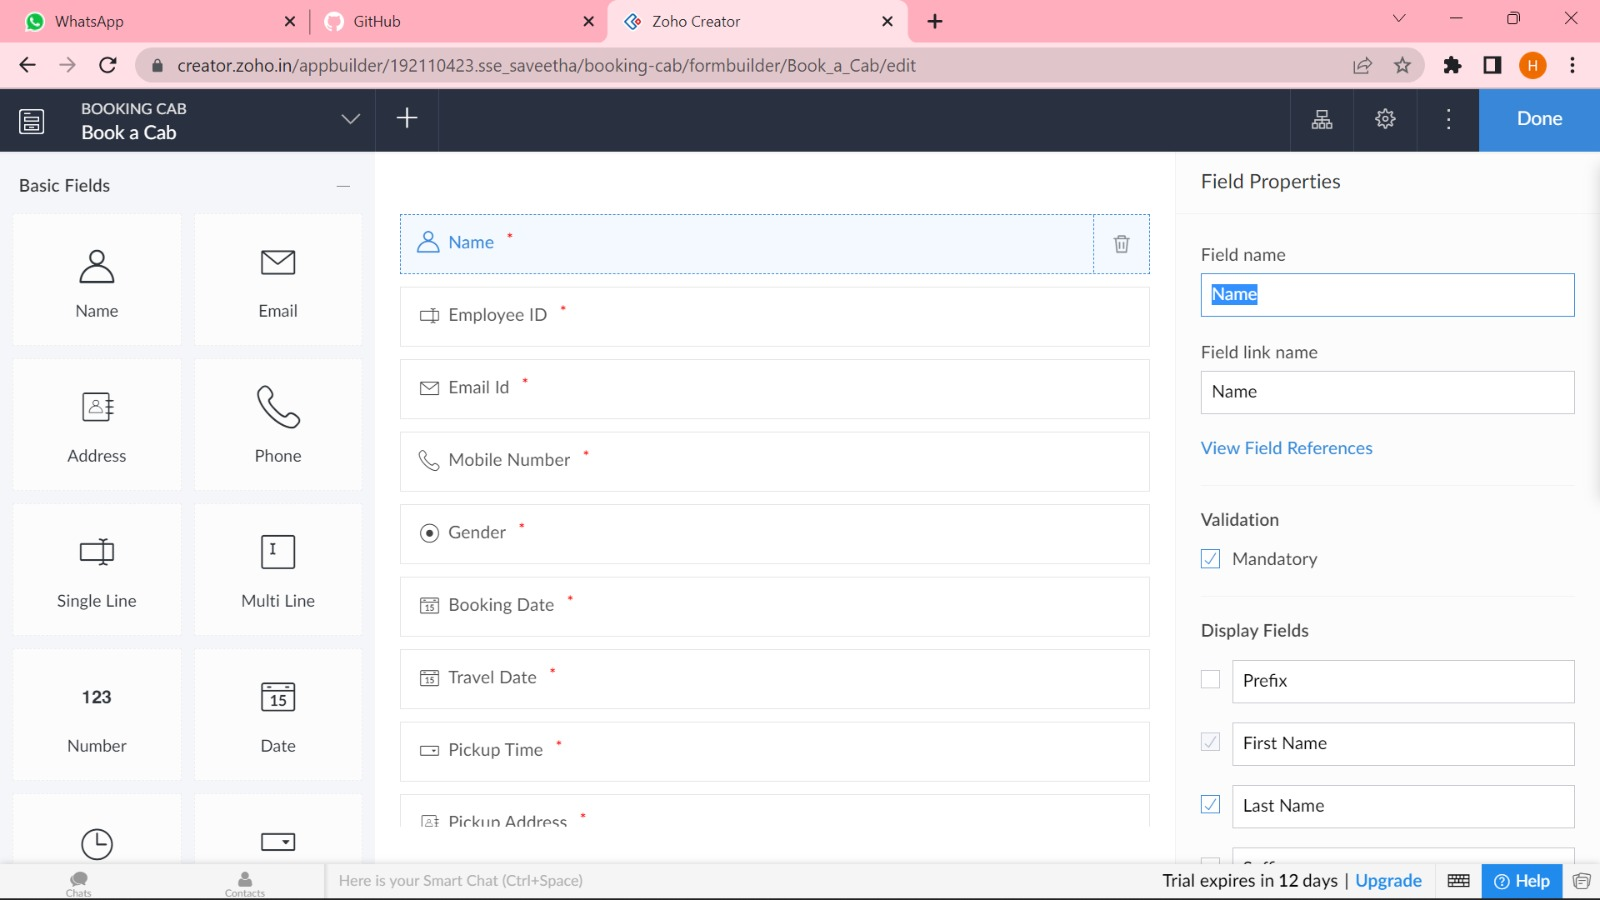 WhatsApp
GitHub
Zoho Creator
creator.zoho.in/appbuilder/192110423.sse_saveetha/booking-cab/formbuilder/Book_a_Cab/edit
H
BOOKING CAB
Book a Cab
Done
Basic Fields
Name
Email
Address
Phone
Single Line
Multi Line
123
Number
15
Date
Name *
Employee ID *
Email Id *
Mobile Number *
Gender *
15 Booking Date *
15 Travel Date *
Pickup Time *
Pickup Address *
Field Properties
Field name
Name
Field link name
Name
View Field References
Validation
Mandatory
Display Fields
Prefix
First Name
Last Name
Chats
Contacts
Here is your Smart Chat (Ctrl+Space)
Trial expires in 12 days | Upgrade
? Help